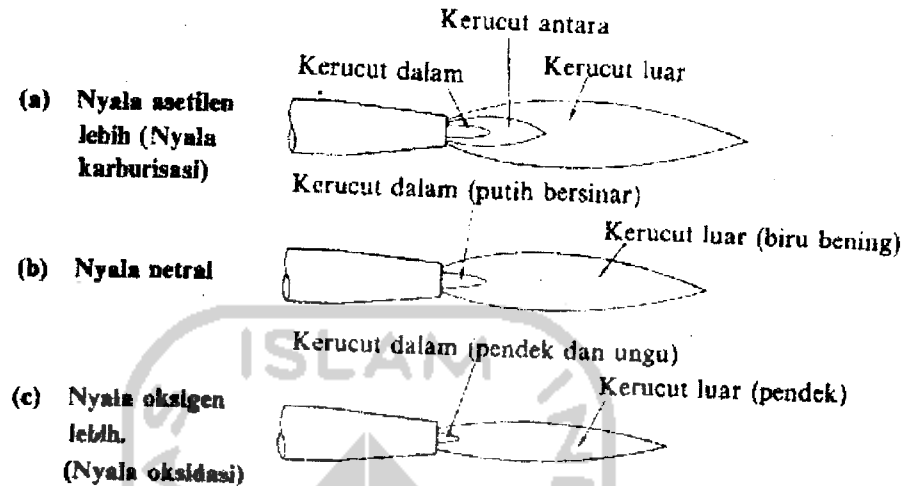 Kerucut antara
Kerucut dalam
Kerucut luar
(a) Nyala asetilen
lebih (Nyala
karburisasi)
Kerucut dalam (putih bersinar)
Kerucut luar (biru bening)
(b) Nyala netral
Kerucut dalam (pendek dan ungu)
Kerucut luar (pendek)
(c) Nyala oksigen
lebih.
(Nyala oksidasi)
ISLAM